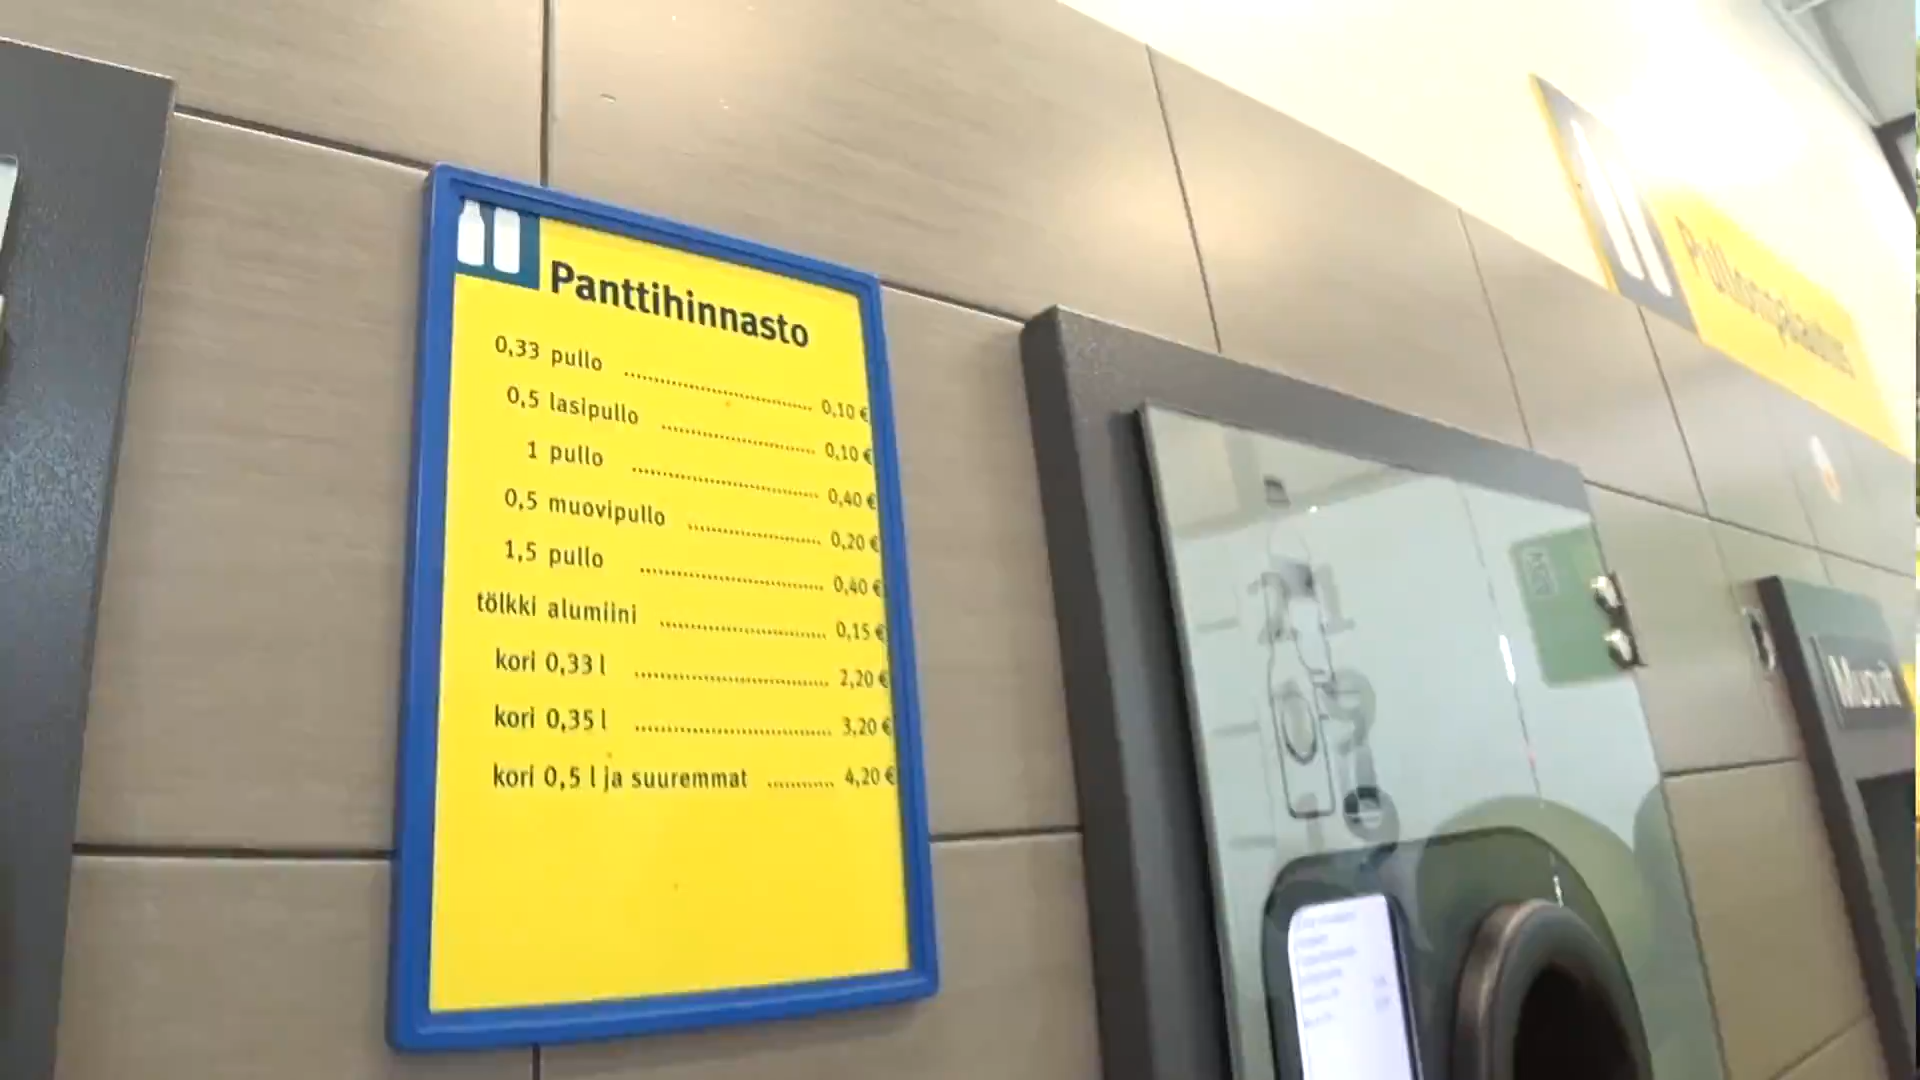 Panttihinnasto
0,33 pullo .......... 0,10 €
0,5 lasipullo .......... 0,10 €
1 pullo .......... 0,40 €
0,5 muovipullo .......... 0,20 €
1,5 pullo .......... 0,40 €
tölkki alumiini .......... 0,15 €
kori 0,33 l .......... 2,20 €
kori 0,35 l .......... 3,20 €
kori 0,5 l ja suuremmat .......... 4,20 €
Pullonpalautus
Muovit